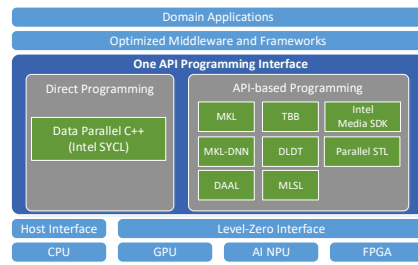 Domain Applications
Optimized Middleware and Frameworks
One API Programming Interface
Direct Programming
API-based Programming
Data Parallel C++
(Intel SYCL)
MKL
TBB
Intel
Media SDK
MKL-DNN
DLDT
Parallel STL
DAAL
MLSL
Host Interface
Level-Zero Interface
CPU
GPU
AI NPU
FPGA